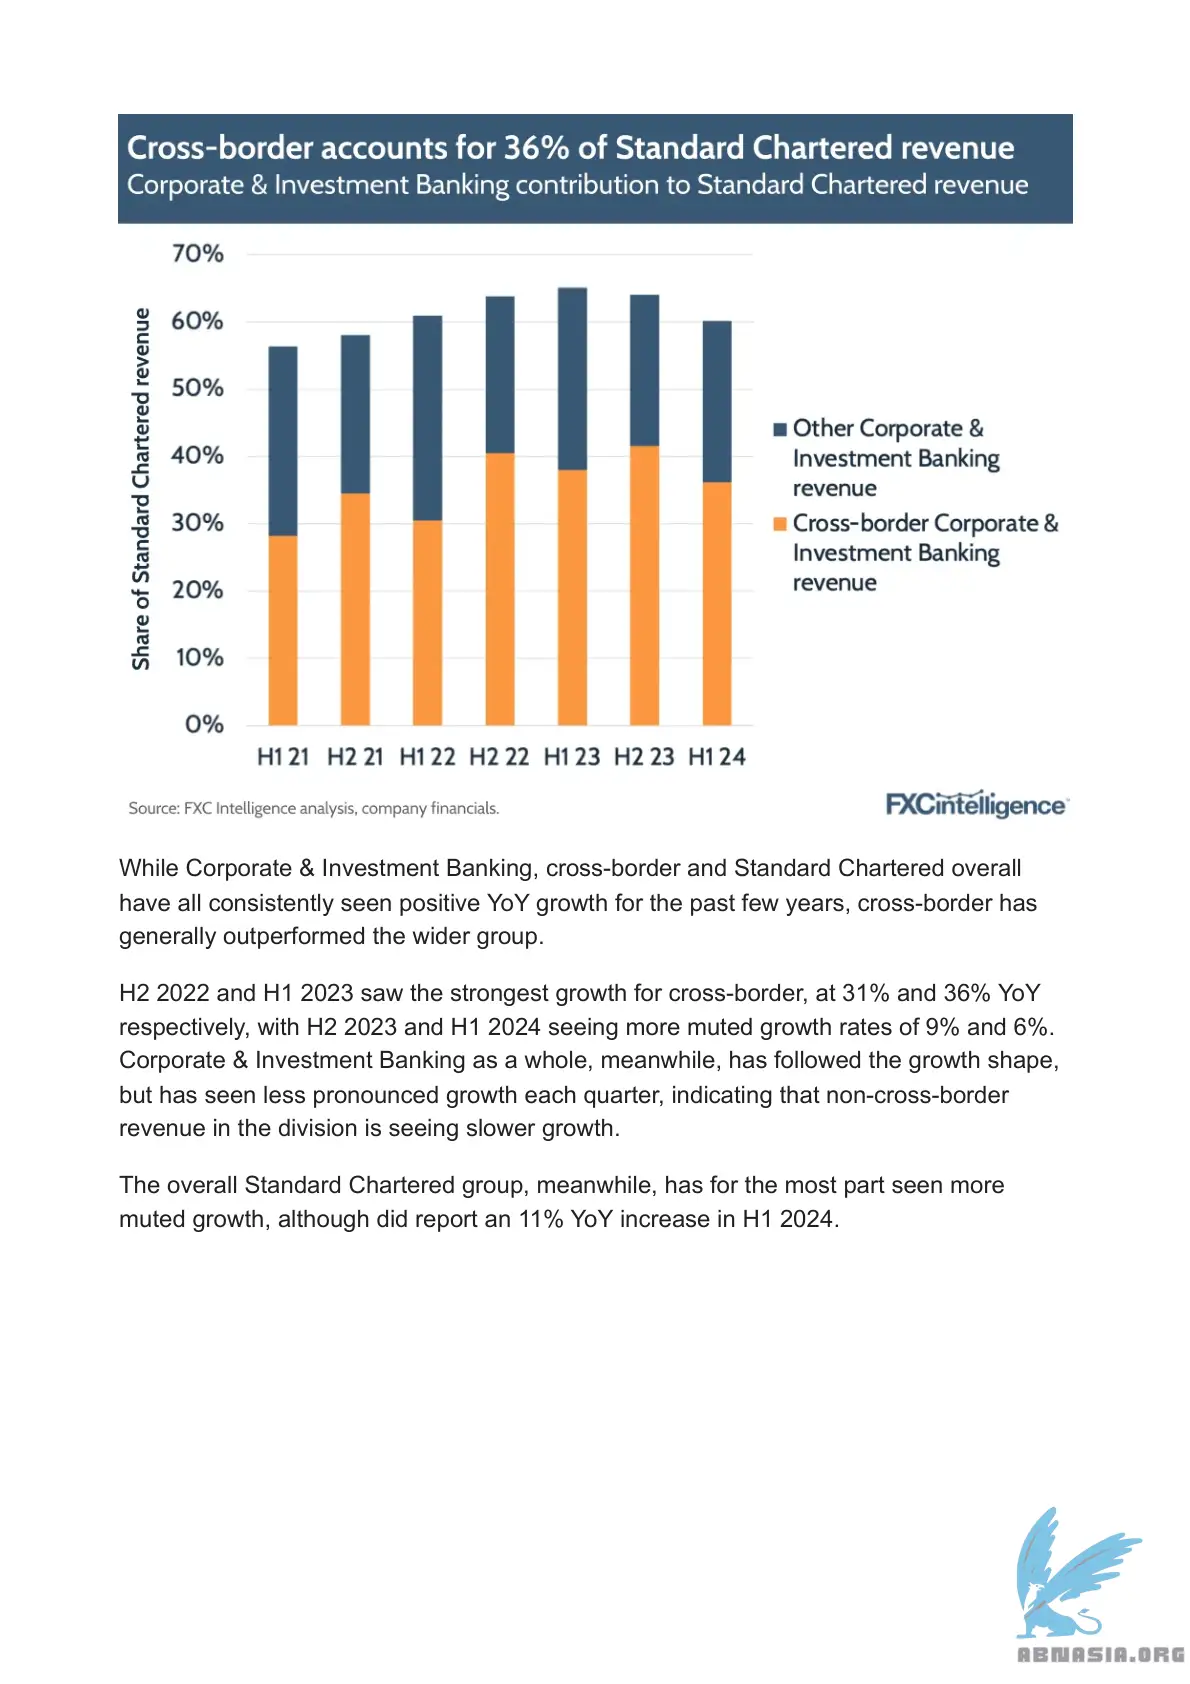 Cross-border accounts for 36% of Standard Chartered revenue
Corporate & Investment Banking contribution to Standard Chartered revenue
Share of Standard Chartered revenue
70%
60%
50%
40%
30%
20%
10%
0%
H1 21 H2 21 H1 22 H2 22 H1 23 H2 23 H1 24
Other Corporate &
Investment Banking
revenue
Cross-border Corporate &
Investment Banking
revenue
Source: FXC Intelligence analysis, company financials.
FXCintelligence™
While Corporate & Investment Banking, cross-border and Standard Chartered overall
have all consistently seen positive YoY growth for the past few years, cross-border has
generally outperformed the wider group.
H2 2022 and H1 2023 saw the strongest growth for cross-border, at 31% and 36% YoY
respectively, with H2 2023 and H1 2024 seeing more muted growth rates of 9% and 6%.
Corporate & Investment Banking as a whole, meanwhile, has followed the growth shape,
but has seen less pronounced growth each quarter, indicating that non-cross-border
revenue in the division is seeing slower growth.
The overall Standard Chartered group, meanwhile, has for the most part seen more
muted growth, although did report an 11% YoY increase in H1 2024.
ABNASIA.ORG